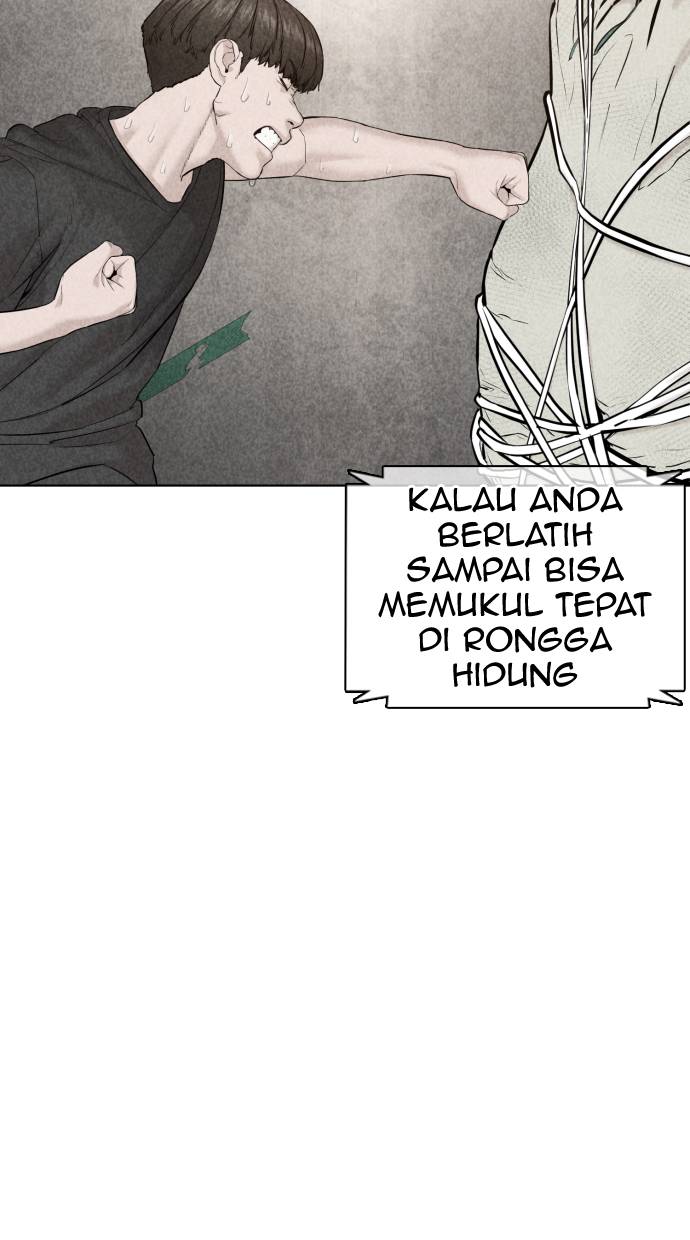 KALAU ANDA
BERLATIH
SAMPAI BISA
MEMUKUL TEPAT
DI RONGGA
HIDUNG